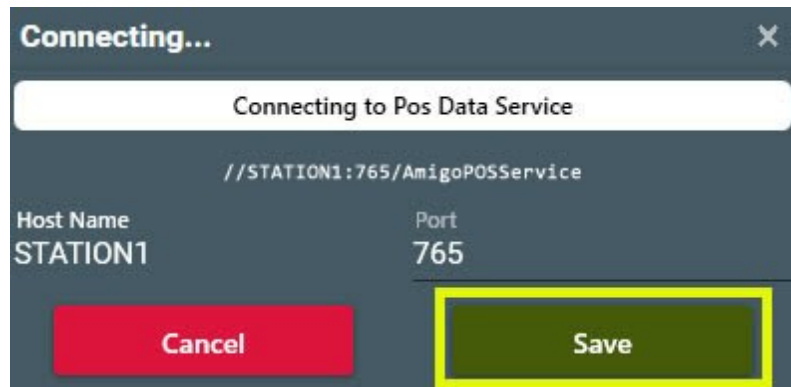 Connecting...
Connecting to Pos Data Service
//STATION1:765/AmigoPOSService
Host Name Port
STATION1 765
Cancel Save